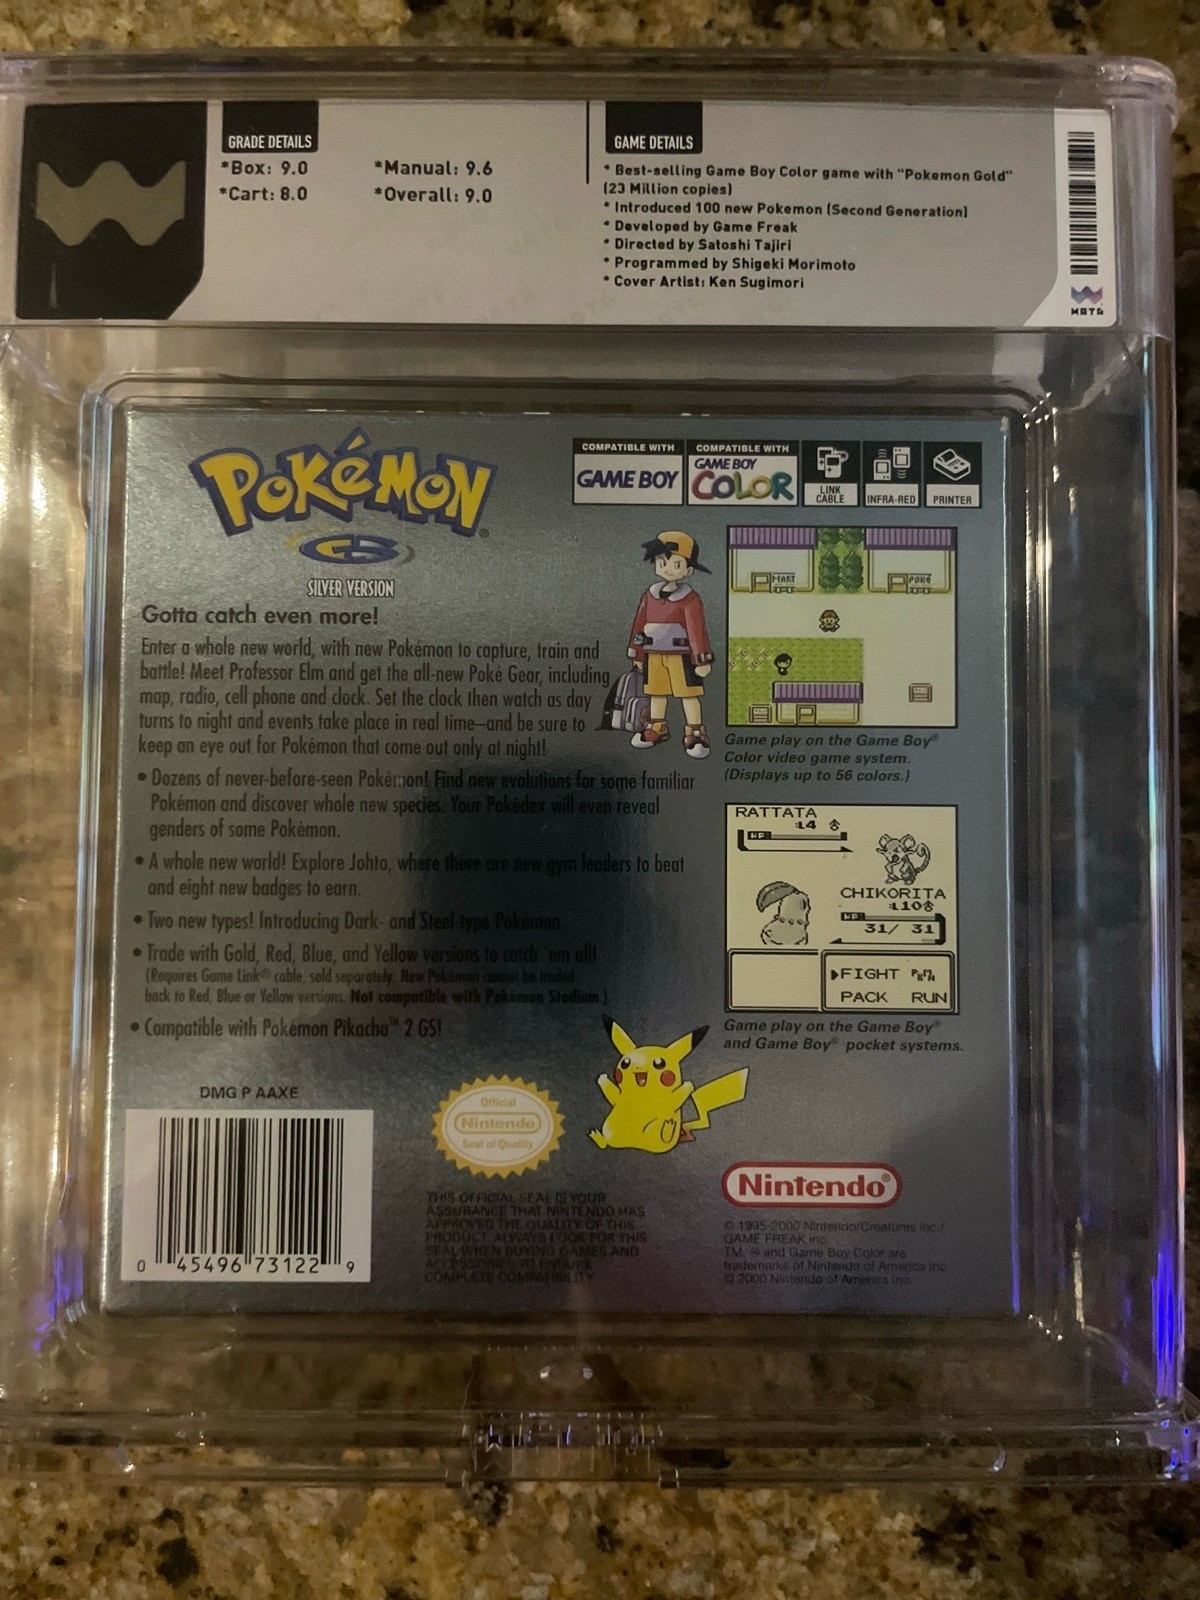 GRADE DETAILS
*Box: 9.0
*Manual: 9.6
*Cart: 8.0
*Overall: 9.0
GAME DETAILS
* Best-selling Game Boy Color game with "Pokemon Gold"
(23 Million copies)
* Introduced 100 new Pokemon (Second Generation)
* Developed by Game Freak
* Directed by Satoshi Tajiri
* Programmed by Shigeki Morimoto
* Cover Artist: Ken Sugimori
WATA
POKéMON®
GS
SILVER VERSION
COMPATIBLE WITH
GAME BOY
COMPATIBLE WITH
GAME BOY
COLOR
LINK
CABLE
INFRA-RED
PRINTER
Gotta catch even more!
Enter a whole new world, with new Pokémon to capture, train and
battle! Meet Professor Elm and get the all-new Poké Gear, including
map, radio, cell phone and clock. Set the clock then watch as day
turns to night and events take place in real time—and be sure to
keep an eye out for Pokémon that come out only at night!
• Dozens of never-before-seen Pokémon! Find new evolutions for some familiar
Pokémon and discover whole new species. Your Pokédex will even reveal
genders of some Pokémon.
• A whole new world! Explore Johto, where there are new gym leaders to beat
and eight new badges to earn.
• Two new types! Introducing Dark- and Steel-type Pokémon.
• Trade with Gold, Red, Blue, and Yellow versions to catch 'em all!
(Requires Game Link® cable, sold separately. New Pokémon cannot be traded
back to Red, Blue or Yellow versions. Not compatible with Pokémon Stadium.)
• Compatible with Pokémon Pikachu™ 2 GS!
MART
POKé
Game play on the Game Boy®
Color video game system.
(Displays up to 56 colors.)
RATTATA
:L4 ♂
HP:
CHIKORITA
:L10♂
HP:
31/ 31
▶FIGHT PKMN
PACK RUN
Game play on the Game Boy®
and Game Boy® pocket systems.
DMG P AAXE
0 45496 73122 9
Official
Nintendo
Seal of Quality
THIS OFFICIAL SEAL IS YOUR
ASSURANCE THAT NINTENDO HAS
APPROVED THE QUALITY OF THIS
PRODUCT. ALWAYS LOOK FOR THIS
SEAL WHEN BUYING GAMES AND
ACCESSORIES TO ENSURE
COMPLETE COMPATIBILITY
Nintendo®
© 1995-2000 Nintendo/Creatures inc./
GAME FREAK inc.
TM, ® and Game Boy Color are
trademarks of Nintendo of America Inc.
© 2000 Nintendo of America Inc.